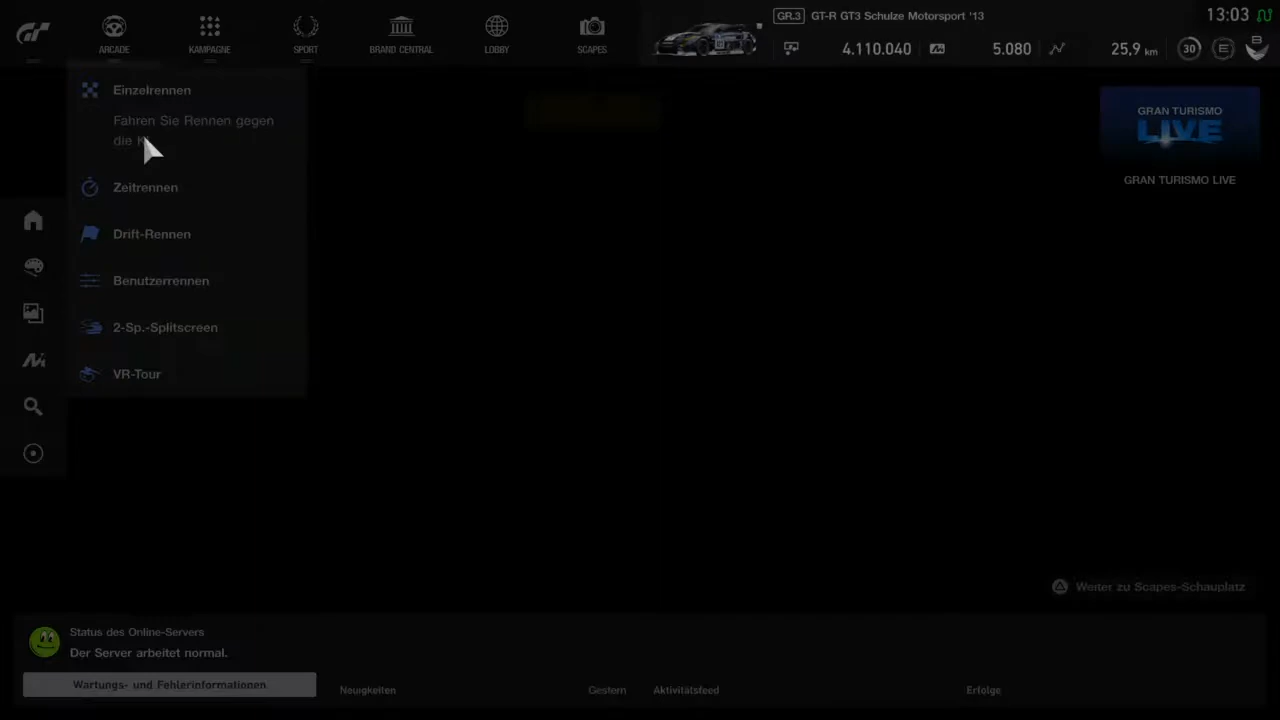 GR.3 GT-R GT3 Schulze Motorsport '13
13:03
ARCADE
KAMPAGNE
SPORT
BRAND CENTRAL
LOBBY
SCAPES
4.110.040
5.080
25,9 km
30
E
B
Einzelrennen
Fahren Sie Rennen gegen
die
Zeitrennen
Drift-Rennen
Benutzerrennen
2-Sp.-Splitscreen
VR-Tour
GRAN TURISMO
LIVE
GRAN TURISMO LIVE
Weiter zu Scapes-Schauplatz
Status des Online-Servers
Der Server arbeitet normal.
Wartungs- und Fehlerinformationen
Neuigkeiten
Gestern
Aktivitätsfeed
Erfolge